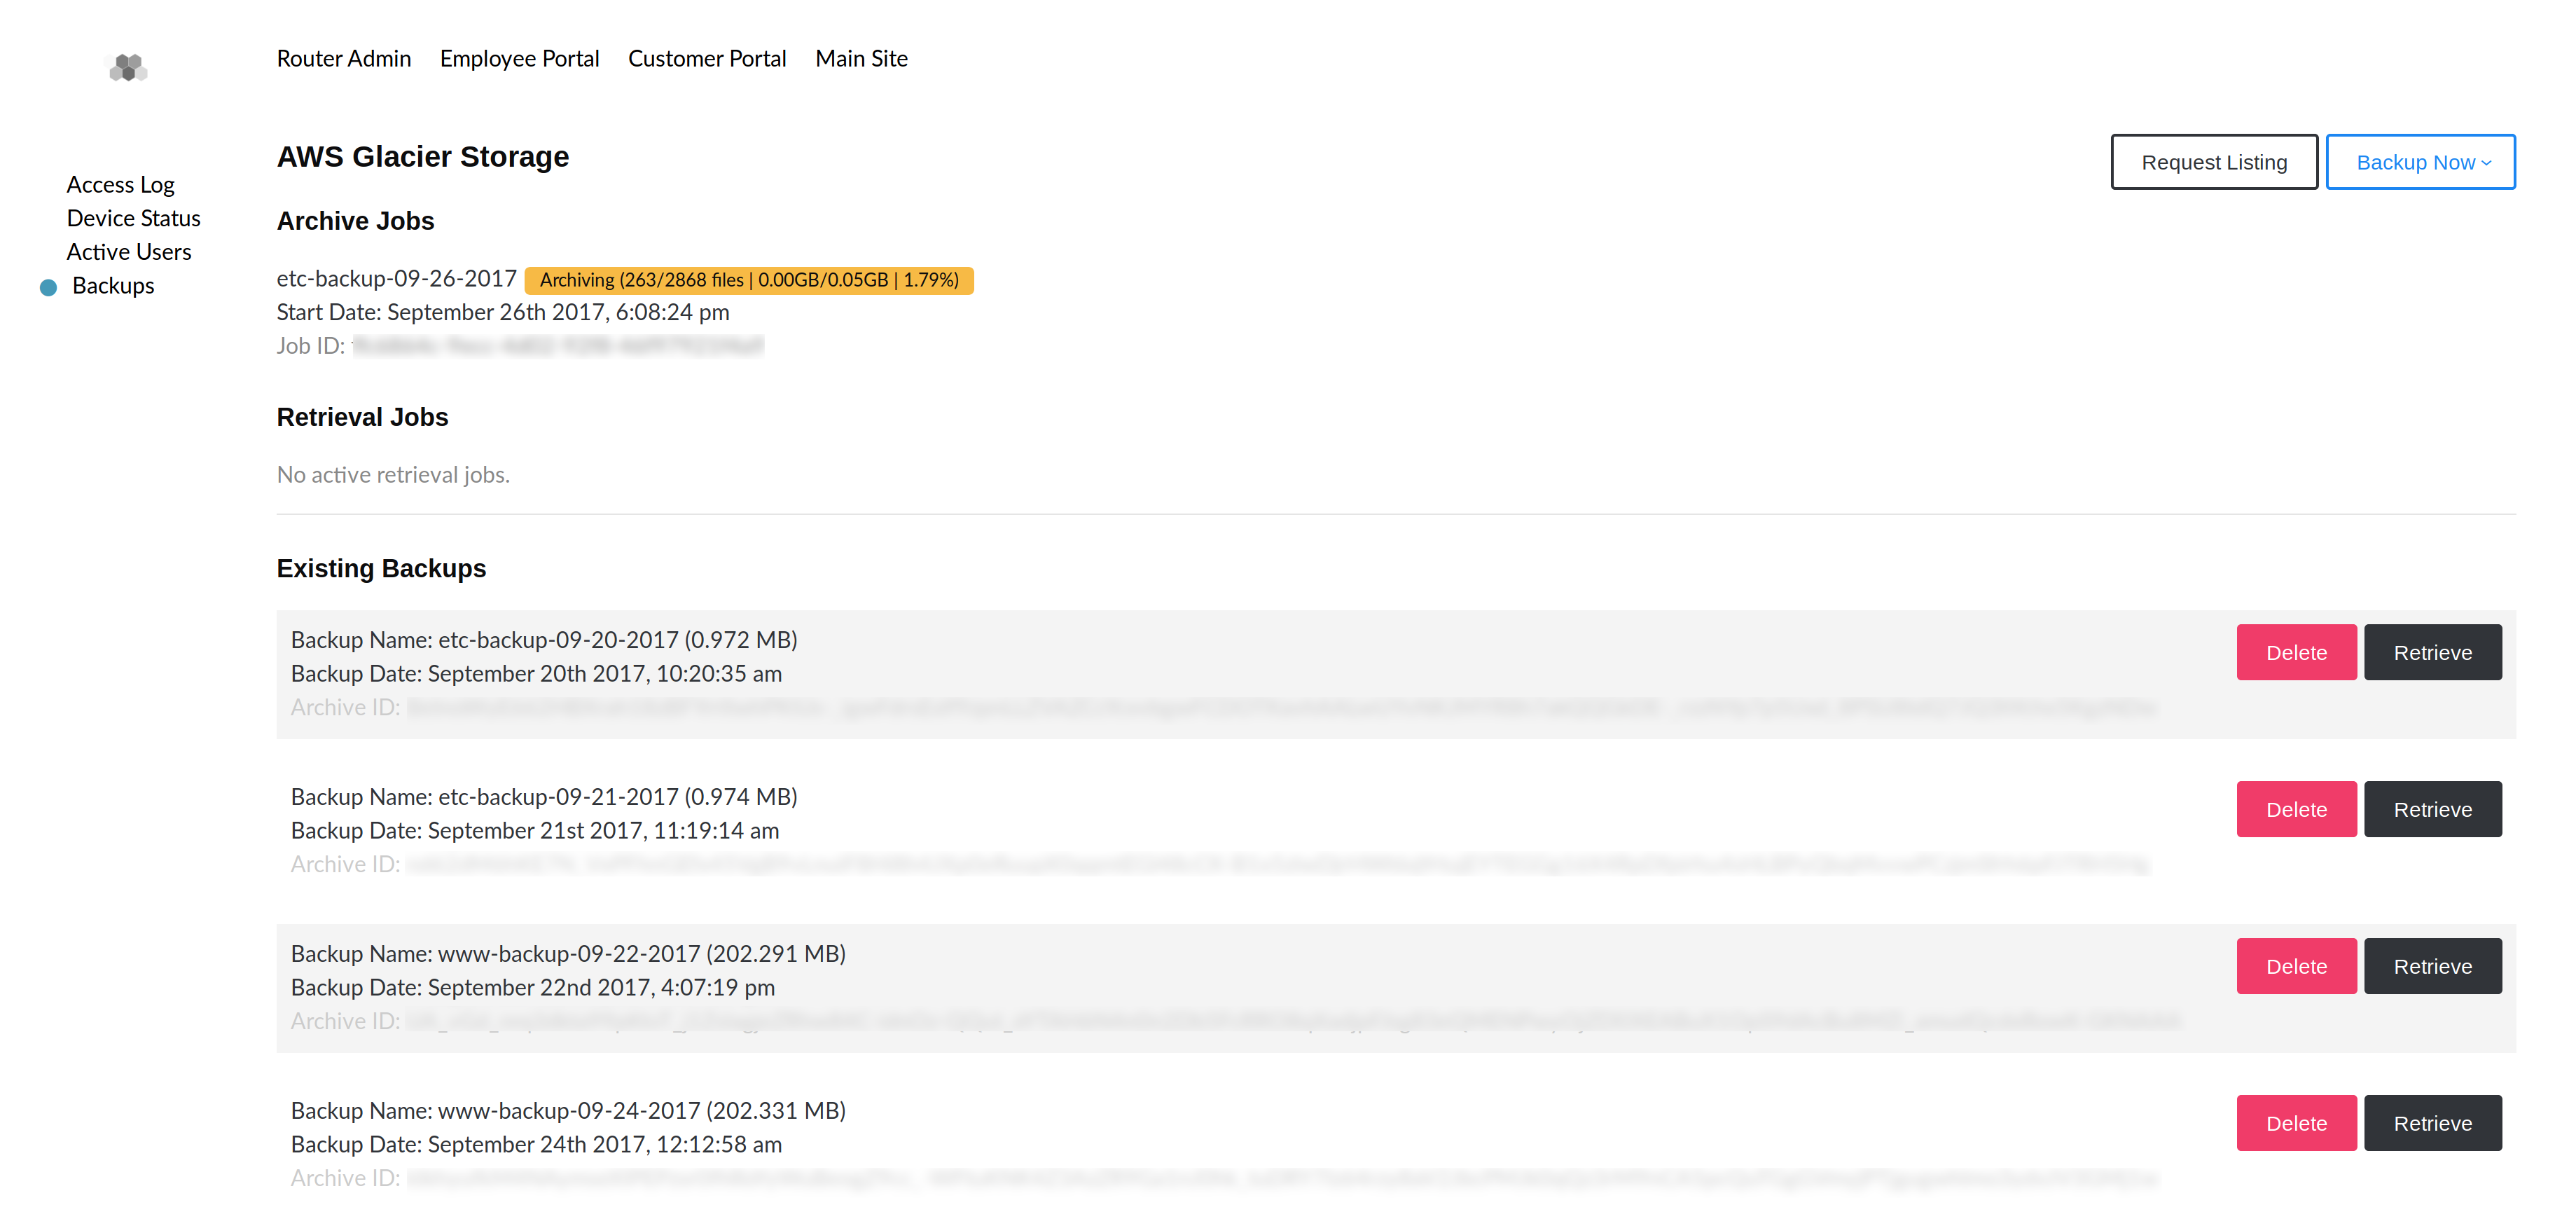 Router Admin Employee Portal Customer Portal Main Site
Access Log
Device Status
Active Users
Backups
AWS Glacier Storage
Request Listing
Backup Now
Archive Jobs
etc-backup-09-26-2017 Archiving (263/2868 files | 0.00GB/0.05GB | 1.79%)
Start Date: September 26th 2017, 6:08:24 pm
Job ID:
Retrieval Jobs
No active retrieval jobs.
Existing Backups
Backup Name: etc-backup-09-20-2017 (0.972 MB)
Backup Date: September 20th 2017, 10:20:35 am
Archive ID:
Delete Retrieve
Backup Name: etc-backup-09-21-2017 (0.974 MB)
Backup Date: September 21st 2017, 11:19:14 am
Archive ID:
Delete Retrieve
Backup Name: www-backup-09-22-2017 (202.291 MB)
Backup Date: September 22nd 2017, 4:07:19 pm
Archive ID:
Delete Retrieve
Backup Name: www-backup-09-24-2017 (202.331 MB)
Backup Date: September 24th 2017, 12:12:58 am
Archive ID:
Delete Retrieve